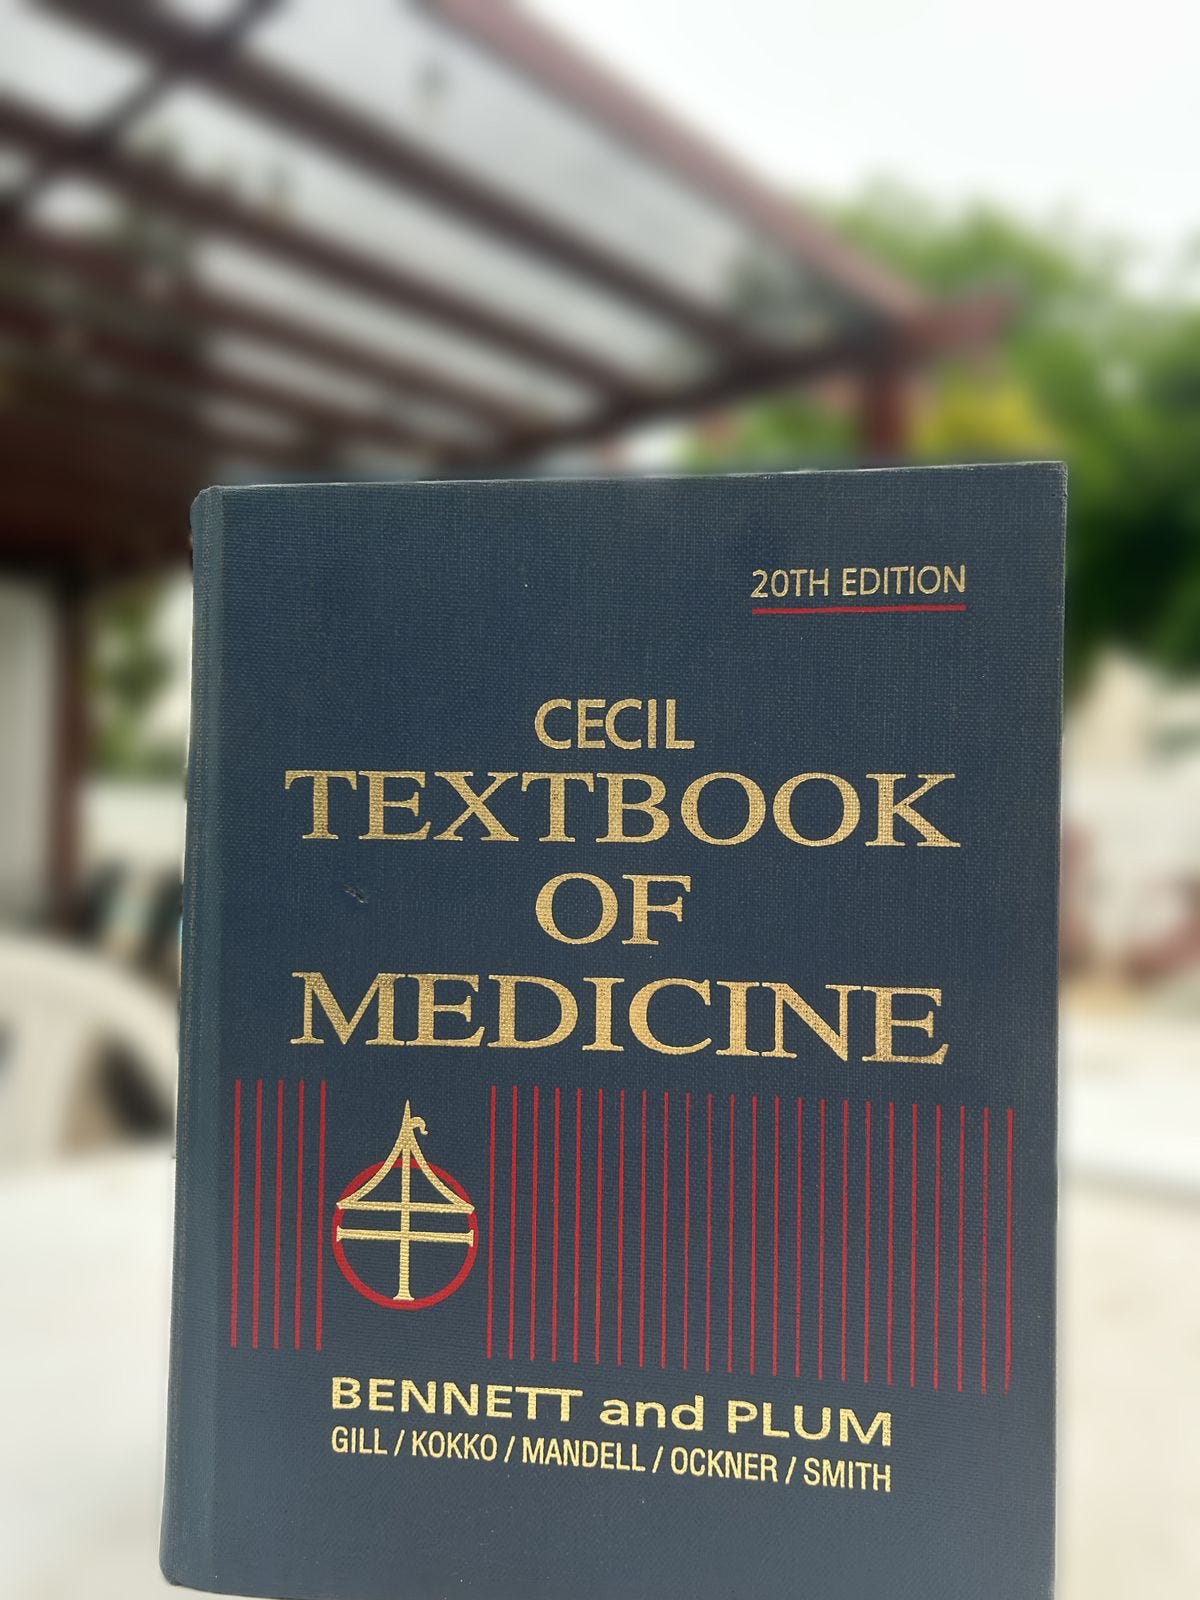 20TH EDITION
CECIL
TEXTBOOK
OF
MEDICINE
BENNETT and PLUM
GILL / KOKKO / MANDELL / OCKNER / SMITH